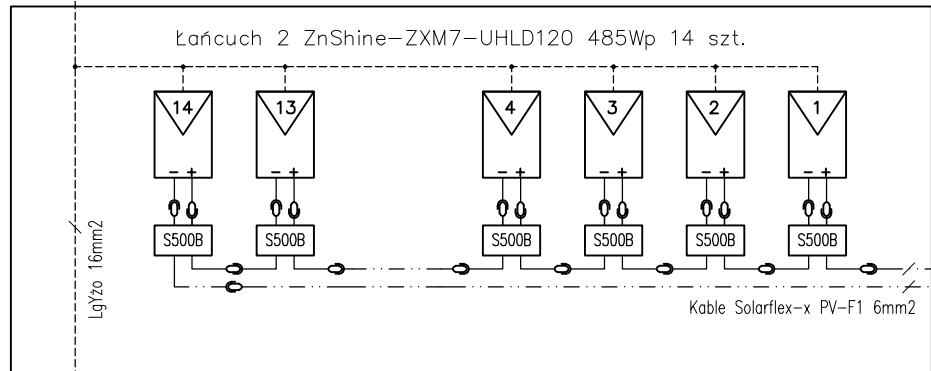 Łańcuch 2 ZnShine-ZXM7-UHLD120 485Wp 14 szt.
14 13 4 3 2 1
- + - + - + - + - + - +
S500B S500B S500B S500B S500B S500B
LgYżo 16mm2
Kable Solarflex-x PV-F1 6mm2